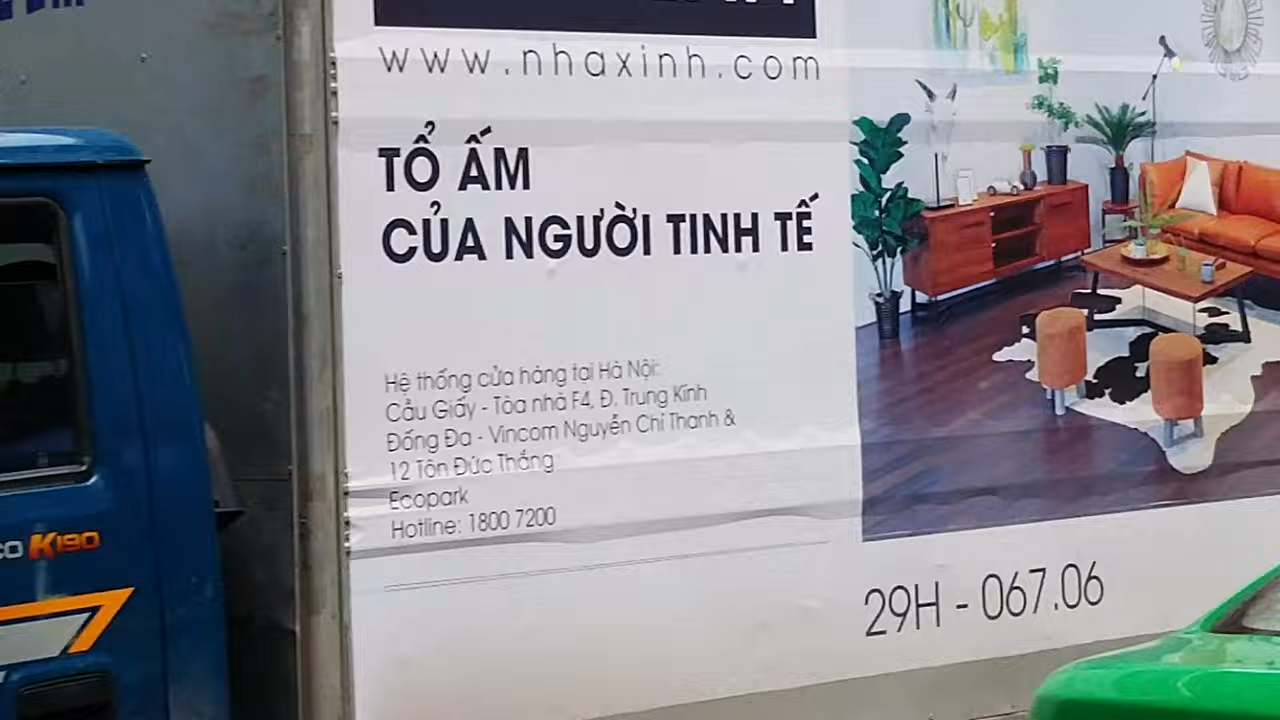 www.nhaxinh.com
TỔ ẤM
CỦA NGƯỜI TINH TẾ
Hệ thống cửa hàng tại Hà Nội:
Cầu Giấy - Tòa nhà F4, Đ. Trung Kính
Đống Đa - Vincom Nguyễn Chí Thanh &
12 Tôn Đức Thắng
Ecopark
Hotline: 1800 7200
K190
29H - 067.06